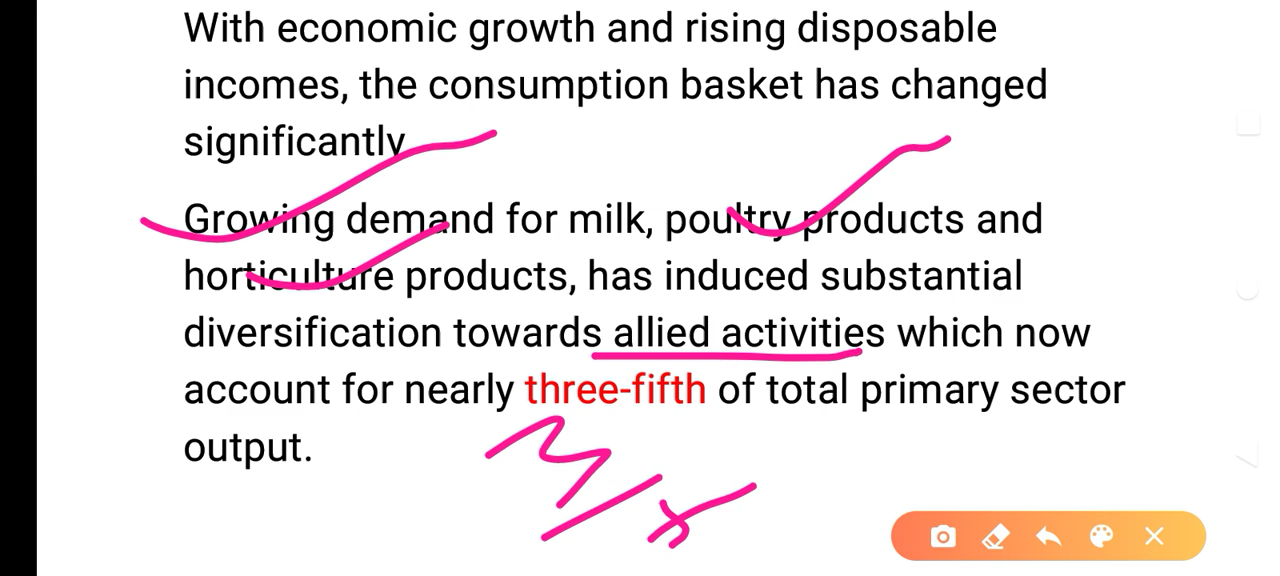 With economic growth and rising disposable
incomes, the consumption basket has changed
significantly
Growing demand for milk, poultry products and
horticulture products, has induced substantial
diversification towards allied activities which now
account for nearly three-fifth of total primary sector
output.
3/5